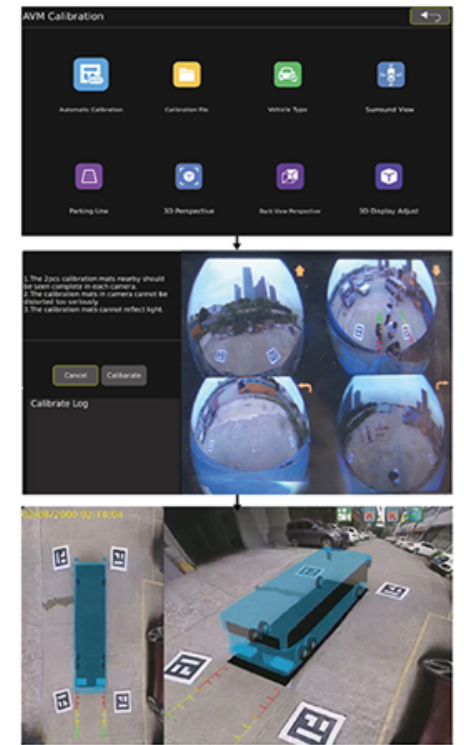 AVM Calibration
Automatic Calibration
Calibration File
Vehicle Type
Surround View
Parking Line
3D Perspective
Back View Perspective
3D Display Adjust
1.The 2pcs calibration mats nearby should
be seen complete in each camera.
2 The calibration mats in camera cannot be
distorted too seriously.
3.The calibration mats cannot reflect light.
Cancel
Calibarate
Calibrate Log